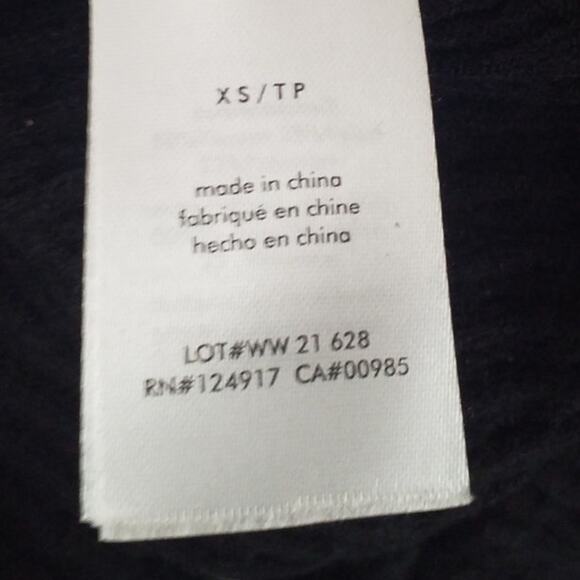 XS/TP
made in china
fabriqué en chine
hecho en china
LOT#WW 21 628
RN#124917 CA#00985